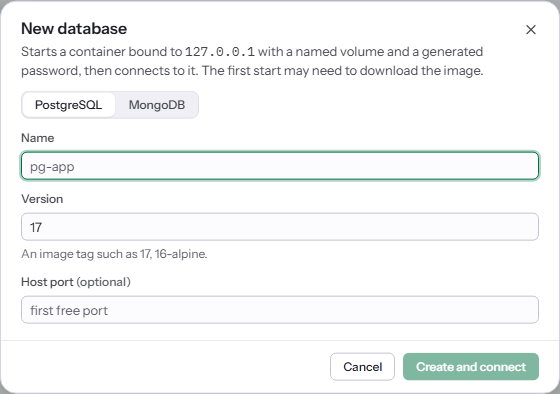 New database
Starts a container bound to 127.0.0.1 with a named volume and a generated
password, then connects to it. The first start may need to download the image.
PostgreSQL MongoDB
Name
pg-app
Version
17
An image tag such as 17, 16-alpine.
Host port (optional)
first free port
Cancel Create and connect